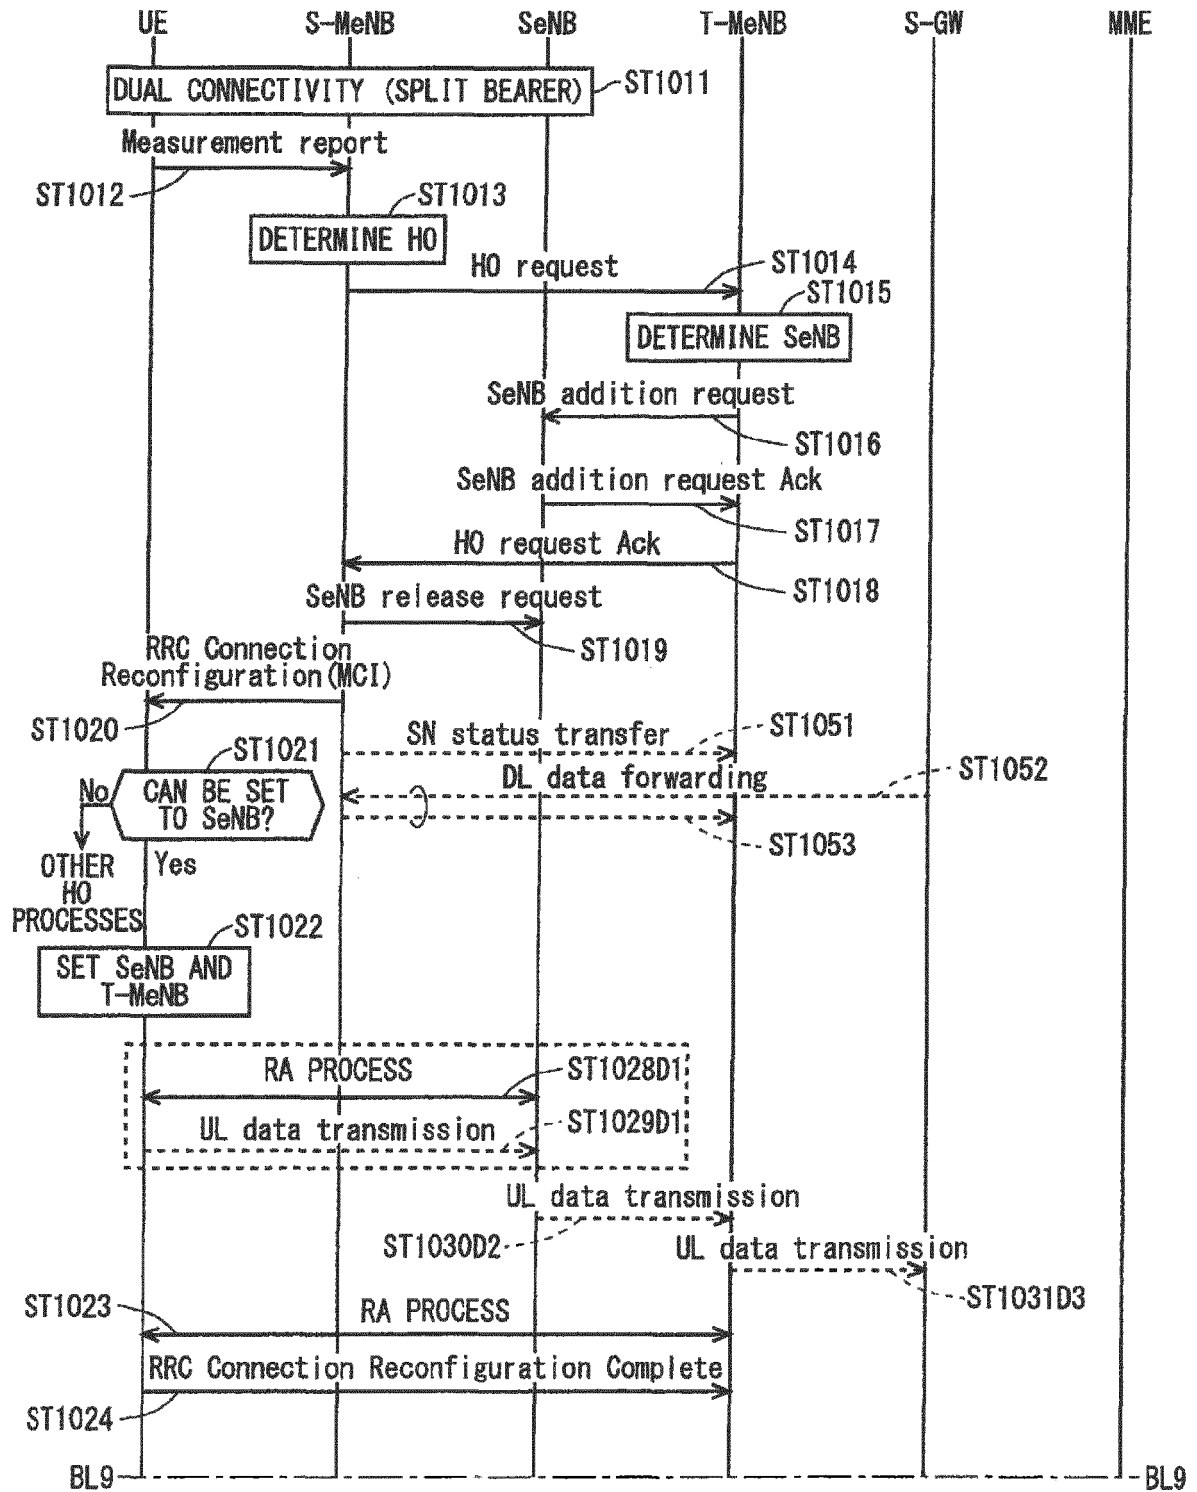 UE S-MeNB SeNB T-MeNB S-GW MME
DUAL CONNECTIVITY (SPLIT BEARER)
ST1011
Measurement report
ST1012
ST1013
DETERMINE HO
HO request
ST1014
ST1015
DETERMINE SeNB
SeNB addition request
ST1016
SeNB addition request Ack
ST1017
HO request Ack
ST1018
SeNB release request
ST1019
RRC Connection
Reconfiguration(MCI)
ST1020
SN status transfer
ST1051
ST1021
DL data forwarding
ST1052
No
CAN BE SET
TO SeNB?
ST1053
OTHER
HO
PROCESSES
Yes
ST1022
SET SeNB AND
T-MeNB
RA PROCESS
ST1028D1
UL data transmission
ST1029D1
UL data transmission
ST1030D2
UL data transmission
ST1031D3
ST1023
RA PROCESS
RRC Connection Reconfiguration Complete
ST1024
BL9 BL9